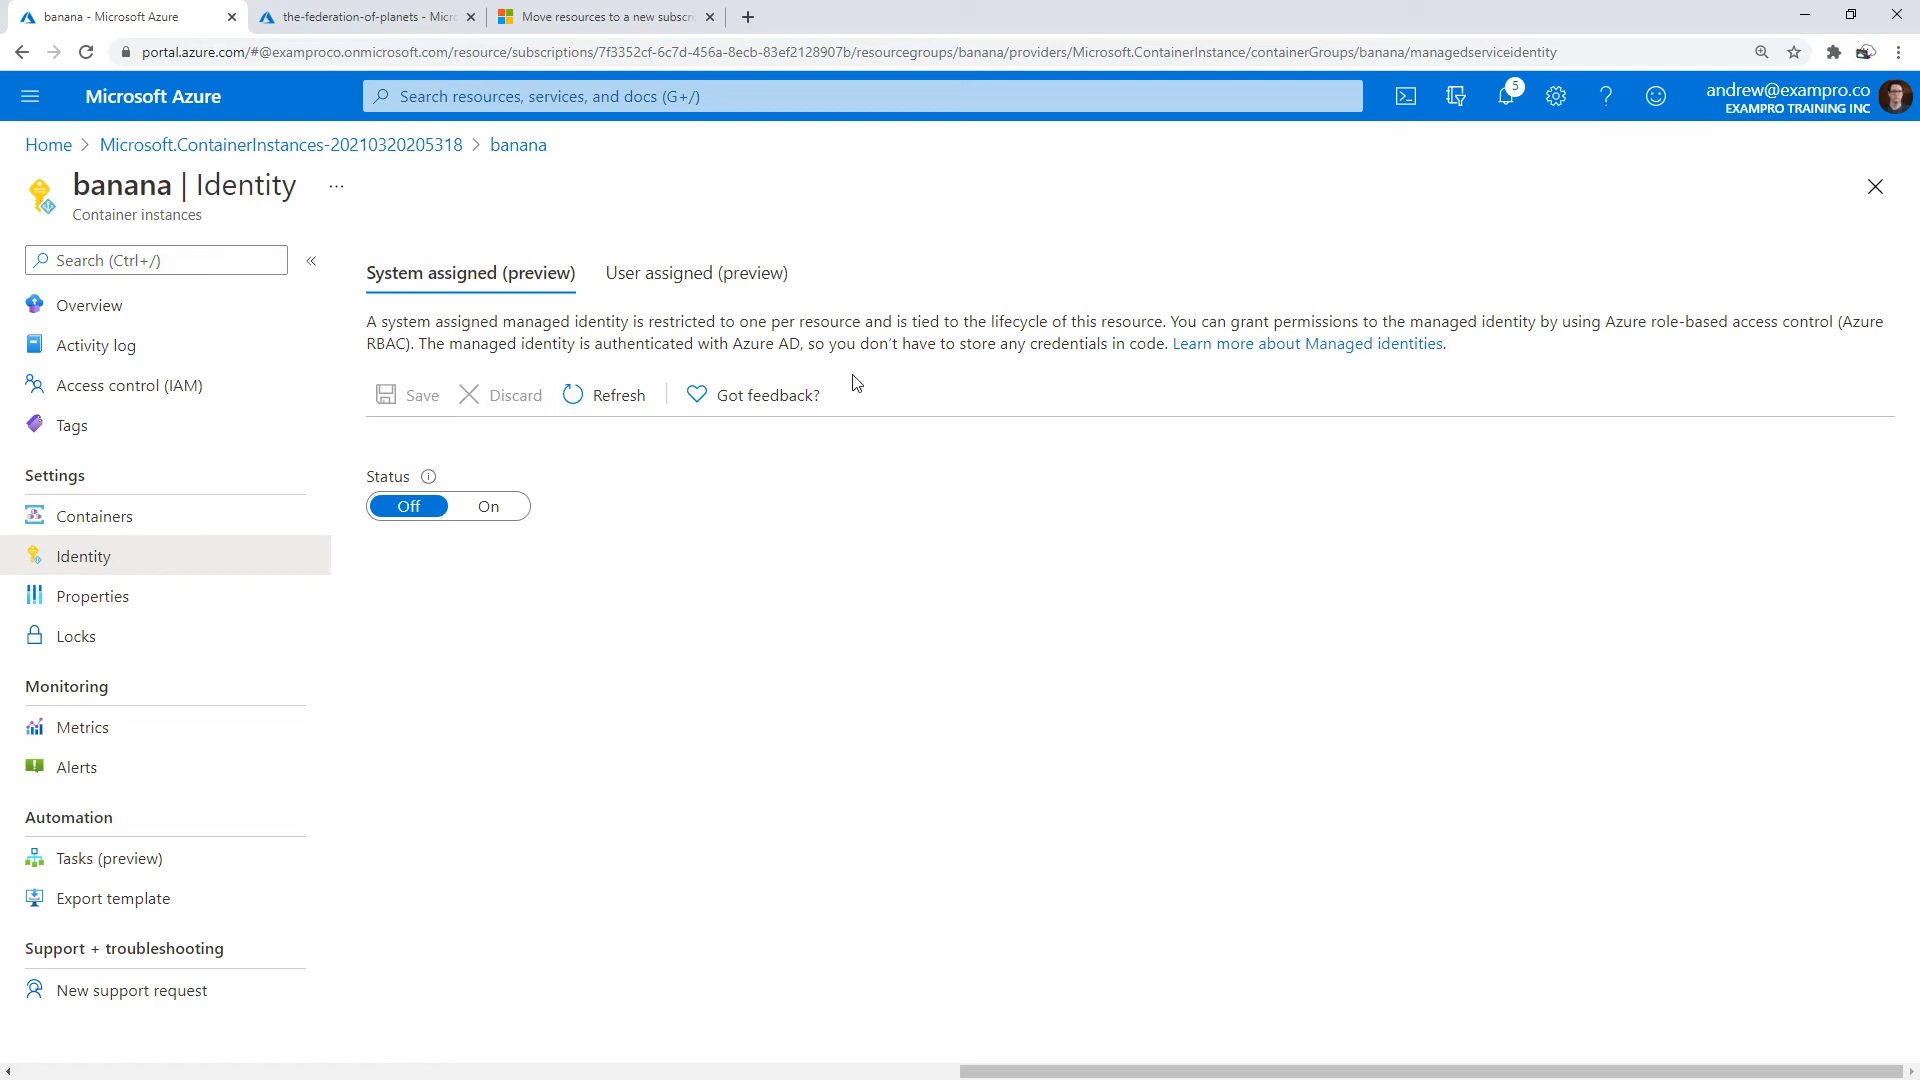 banana - Microsoft Azure
the-federation-of-planets - Micro
Move resources to a new subscri
portal.azure.com/#@examproco.onmicrosoft.com/resource/subscriptions/7f3352cf-6c7d-456a-8ecb-83ef2128907b/resourcegroups/banana/providers/Microsoft.ContainerInstance/containerGroups/banana/managedserviceidentity
Microsoft Azure
Search resources, services, and docs (G+/)
5
andrew@exampro.co
EXAMPRO TRAINING INC
Home > Microsoft.ContainerInstances-20210320205318 > banana
banana | Identity ...
Container instances
Search (Ctrl+/)
«
Overview
Activity log
Access control (IAM)
Tags
Settings
Containers
Identity
Properties
Locks
Monitoring
Metrics
Alerts
Automation
Tasks (preview)
Export template
Support + troubleshooting
New support request
System assigned (preview)
User assigned (preview)
A system assigned managed identity is restricted to one per resource and is tied to the lifecycle of this resource. You can grant permissions to the managed identity by using Azure role-based access control (Azure
RBAC). The managed identity is authenticated with Azure AD, so you don't have to store any credentials in code. Learn more about Managed identities.
Save
Discard
Refresh
Got feedback?
Status
Off
On